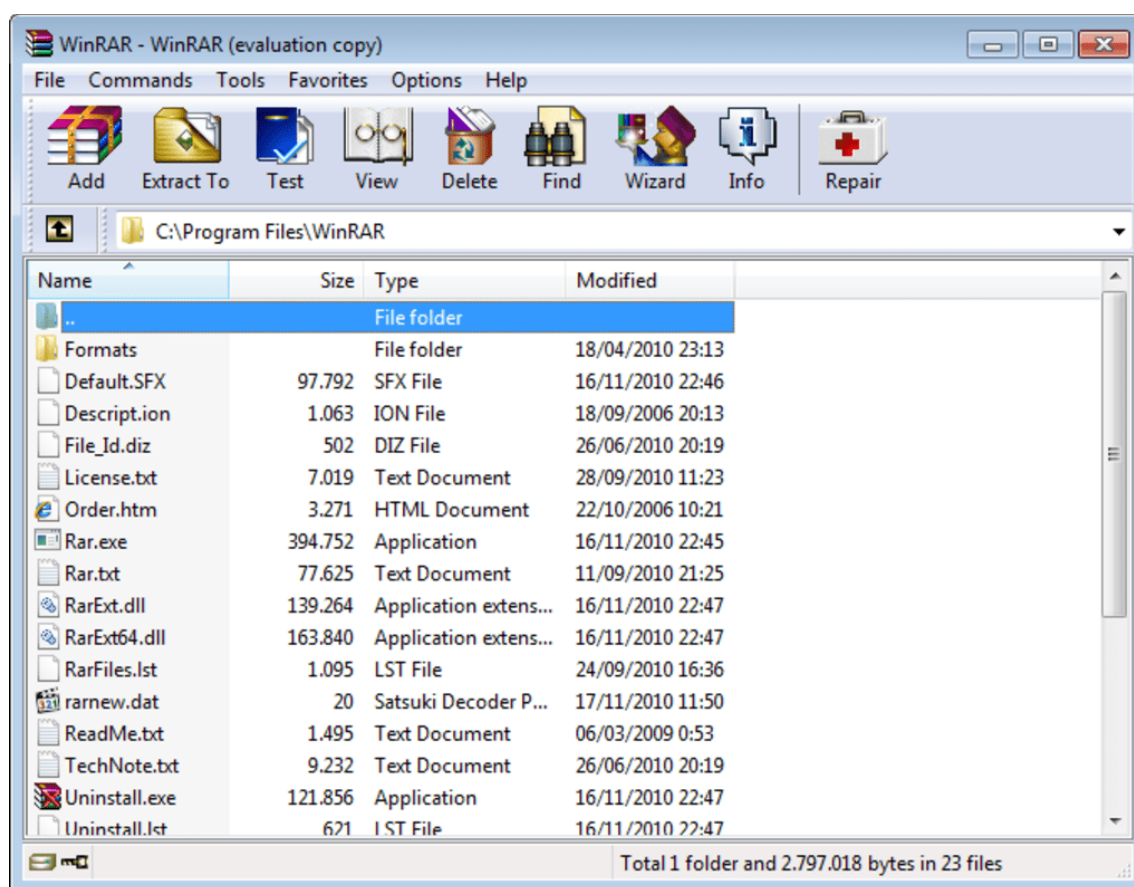 WinRAR - WinRAR (evaluation copy)
File Commands Tools Favorites Options Help
Add Extract To Test View Delete Find Wizard Info Repair
C:\Program Files\WinRAR
Name Size Type Modified
.. File folder
Formats File folder 18/04/2010 23:13
Default.SFX 97.792 SFX File 16/11/2010 22:46
Descript.ion 1.063 ION File 18/09/2006 20:13
File_Id.diz 502 DIZ File 26/06/2010 20:19
License.txt 7.019 Text Document 28/09/2010 11:23
Order.htm 3.271 HTML Document 22/10/2006 10:21
Rar.exe 394.752 Application 16/11/2010 22:45
Rar.txt 77.625 Text Document 11/09/2010 21:25
RarExt.dll 139.264 Application extens... 16/11/2010 22:47
RarExt64.dll 163.840 Application extens... 16/11/2010 22:47
RarFiles.lst 1.095 LST File 24/09/2010 16:36
rarnew.dat 20 Satsuki Decoder P... 17/11/2010 11:50
ReadMe.txt 1.495 Text Document 06/03/2009 0:53
TechNote.txt 9.232 Text Document 26/06/2010 20:19
Uninstall.exe 121.856 Application 16/11/2010 22:47
Uninstall.lst 621 LST File 16/11/2010 22:47
Total 1 folder and 2.797.018 bytes in 23 files